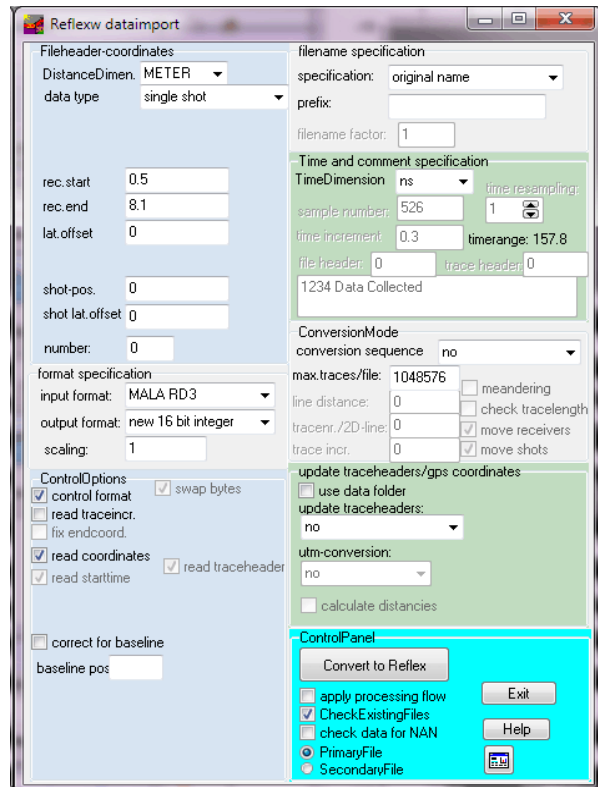 Reflexw dataimport
Fileheader-coordinates
DistanceDimen. METER
data type single shot
rec.start 0.5
rec.end 8.1
lat.offset 0
shot-pos. 0
shot lat.offset 0
number: 0
format specification
input format: MALA RD3
output format: new 16 bit integer
scaling: 1
ControlOptions
control format swap bytes
read traceincr.
fix endcoord.
read coordinates
read starttime read traceheader
correct for baseline
baseline pos
filename specification
specification: original name
prefix:
filename factor: 1
Time and comment specification
TimeDimension ns time resampling:
sample number: 526 1
time increment 0.3 timerange: 157.8
file header: 0 trace header: 0
1234 Data Collected
ConversionMode
conversion sequence no
max.traces/file: 1048576 meandering
line distance: 0 check tracelength
tracenr./2D-line: 0 move receivers
trace incr. 0 move shots
update traceheaders/gps coordinates
use data folder
update traceheaders:
no
utm-conversion:
no
calculate distancies
ControlPanel
Convert to Reflex
apply processing flow Exit
CheckExistingFiles
check data for NAN Help
PrimaryFile
SecondaryFile